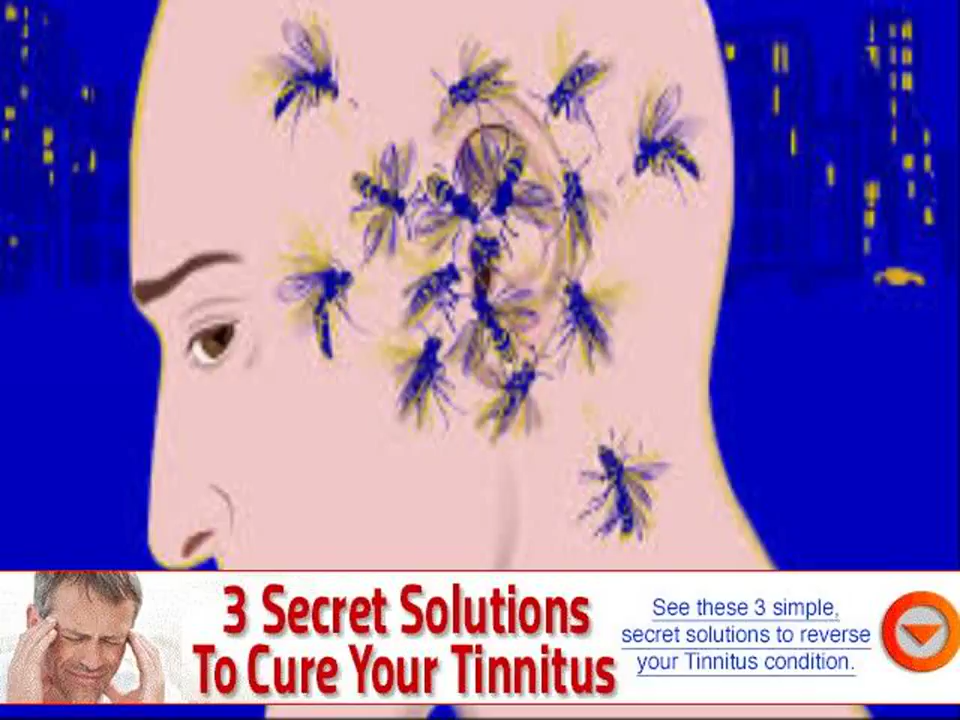 3 Secret Solutions
To Cure Your Tinnitus
See these 3 simple,
secret solutions to reverse
your Tinnitus condition.